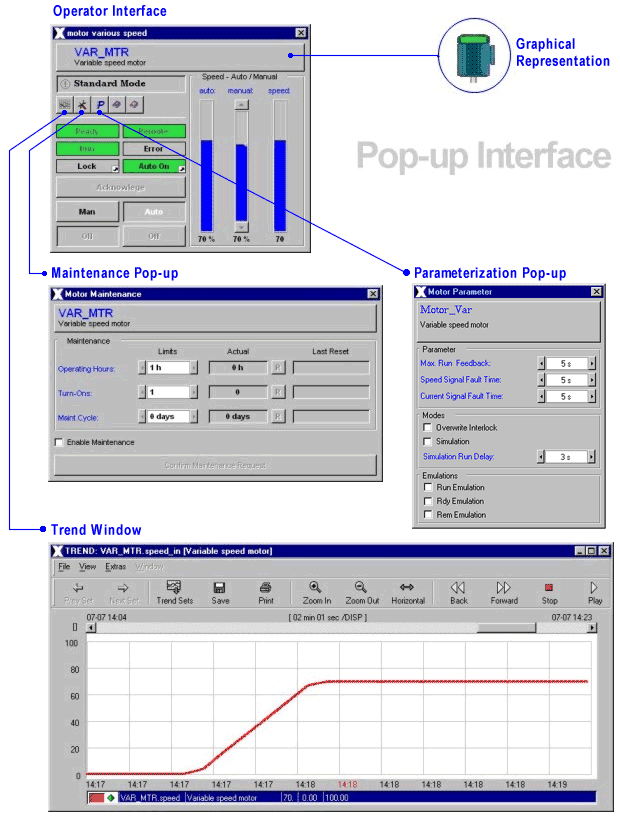 Operator Interface
motor various speed
VAR_MTR
Variable speed motor
Graphical
Representation
Standard Mode
Speed - Auto / Manual
auto: manual: speed:
P
Ready Remote
Run Error
Lock Auto On
Acknowlege
Man Auto
Off Off
70 % 70 % 70
Pop-up Interface
Maintenance Pop-up
Motor Maintenance
VAR_MTR
Variable speed motor
Maintenance
Limits Actual Last Reset
Operating Hours: 1 h 0 h R
Turn-Ons: 1 0 R
Maint Cycle: 0 days 0 days R
Enable Maintenance
Confirm Maintenance Request
Parameterization Pop-up
Motor Parameter
Motor_Var
Variable speed motor
Parameter
Max. Run Feedback: 5 s
Speed Signal Fault Time: 5 s
Current Signal Fault Time: 5 s
Modes
Overwrite Interlock
Simulation
Simulation Run Delay: 3 s
Emulations
Run Emulation
Rdy Emulation
Rem Emulation
Trend Window
TREND: VAR_MTR.speed_in [Variable speed motor]
File View Extras Window
Prev Set Next Set Trend Sets Save Print Zoom In Zoom Out Horizontal Back Forward Stop Play
07-07 14:04 [ 02 min 01 sec /DISP ] 07-07 14:23
[]
100
80
60
40
20
0
14:17 14:17 14:17 14:17 14:17 14:18 14:18 14:18 14:18 14:18 14:18 14:19
VAR_MTR.speed Variable speed motor 70. 0.00 100.00